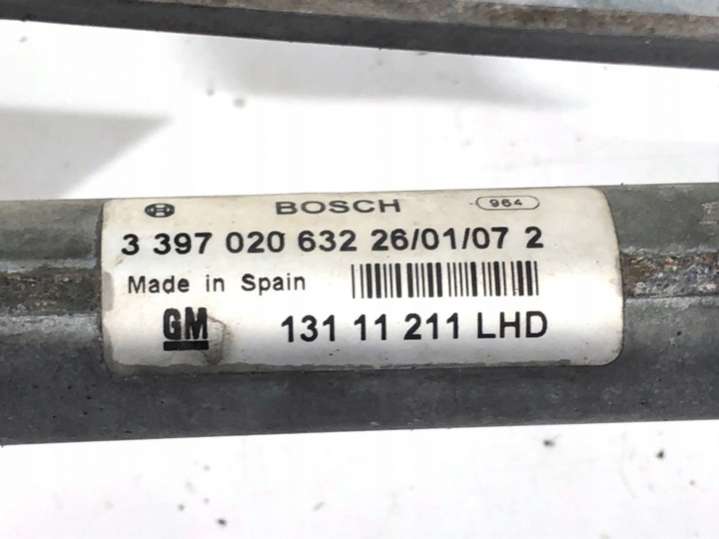 BOSCH 964
3 397 020 632 26/01/07 2
Made in Spain
GM 131 11 211 LHD